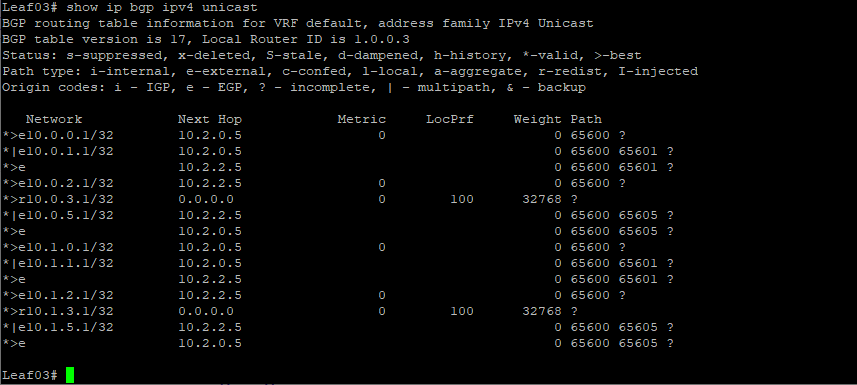 Leaf03# show ip bgp ipv4 unicast
BGP routing table information for VRF default, address family IPv4 Unicast
BGP table version is 17, Local Router ID is 1.0.0.3
Status: s-suppressed, x-deleted, S-stale, d-dampened, h-history, *-valid, >-best
Path type: i-internal, e-external, c-confed, l-local, a-aggregate, r-redist, I-injected
Origin codes: i - IGP, e - EGP, ? - incomplete, | - multipath, & - backup

   Network            Next Hop            Metric     LocPrf     Weight Path
*>e10.0.0.1/32        10.2.0.5                 0                     0 65600 ?
*|e10.0.1.1/32        10.2.0.5                                       0 65600 65601 ?
*>e                   10.2.2.5                                       0 65600 65601 ?
*>e10.0.2.1/32        10.2.2.5                 0                     0 65600 ?
*>r10.0.3.1/32        0.0.0.0                  0        100      32768 ?
*|e10.0.5.1/32        10.2.2.5                                       0 65600 65605 ?
*>e                   10.2.0.5                                       0 65600 65605 ?
*>e10.1.0.1/32        10.2.0.5                 0                     0 65600 ?
*|e10.1.1.1/32        10.2.0.5                                       0 65600 65601 ?
*>e                   10.2.2.5                                       0 65600 65601 ?
*>e10.1.2.1/32        10.2.2.5                 0                     0 65600 ?
*>r10.1.3.1/32        0.0.0.0                  0        100      32768 ?
*|e10.1.5.1/32        10.2.2.5                                       0 65600 65605 ?
*>e                   10.2.0.5                                       0 65600 65605 ?

Leaf03#